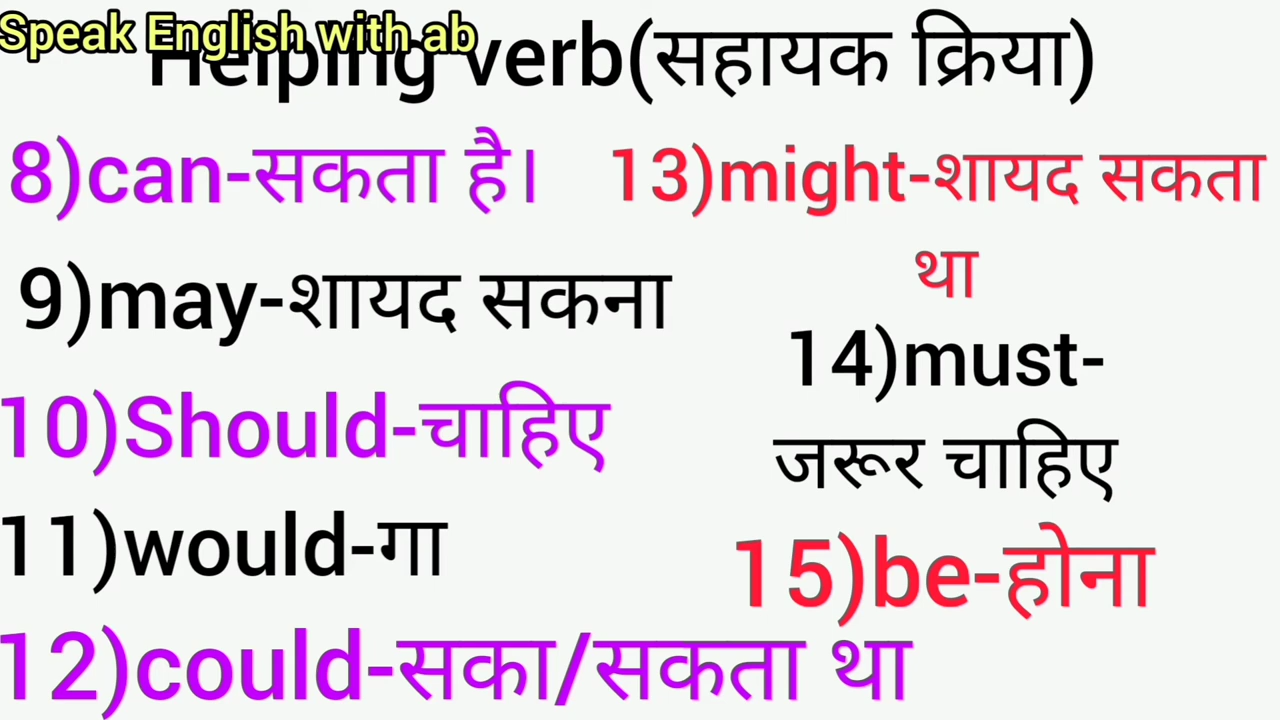 Speak English with ab
Helping verb(सहायक क्रिया)
8)can-सकता है।
9)may-शायद सकना
10)Should-चाहिए
11)would-गा
12)could-सका/सकता था
13)might-शायद सकता
था
14)must-
जरूर चाहिए
15)be-होना